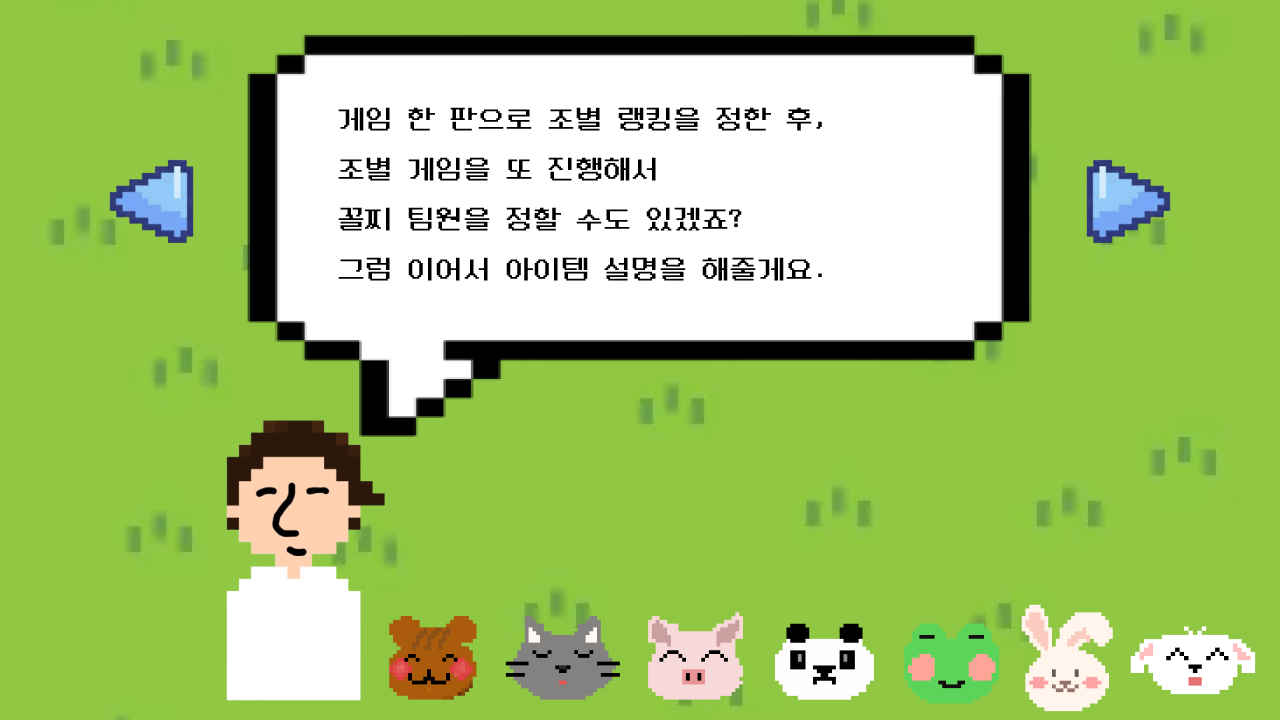 게임 한 판으로 조별 랭킹을 정한 후,
조별 게임을 또 진행해서
꼴찌 팀원을 정할 수도 있겠죠?
그럼 이어서 아이템 설명을 해줄게요.